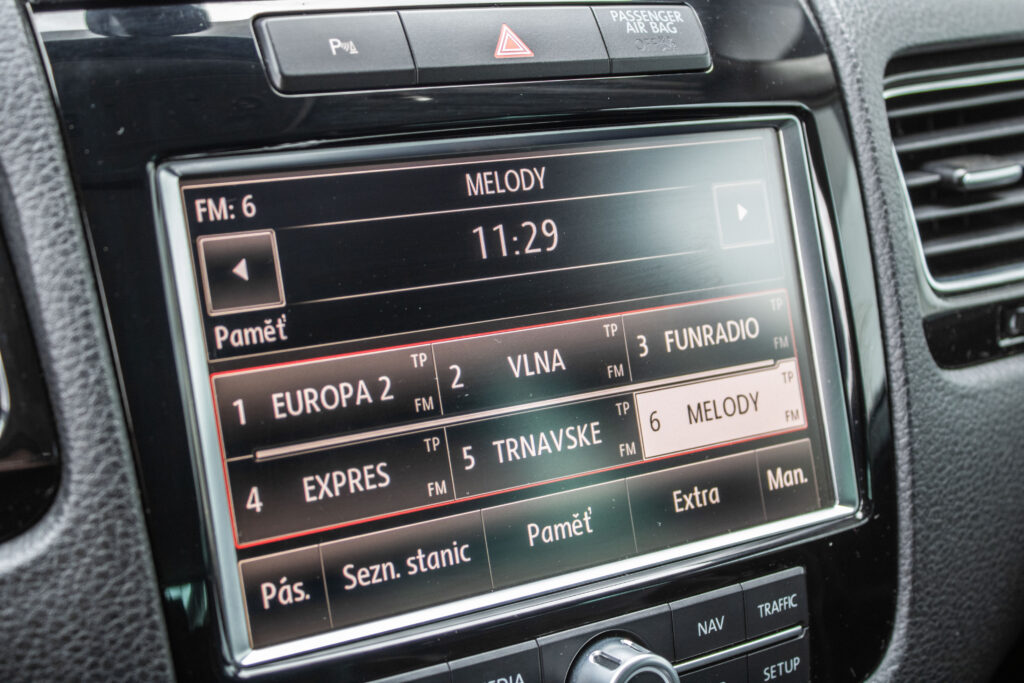 P
PASSENGER
AIR BAG
OFF
FM: 6
MELODY
11:29
Paměť
1 EUROPA 2 TP FM
2 VLNA TP FM
3 FUNRADIO TP FM
4 EXPRES TP FM
5 TRNAVSKE TP FM
6 MELODY TP FM
Pás.
Sezn. stanic
Paměť
Extra
Man.
NAV
TRAFFIC
SETUP